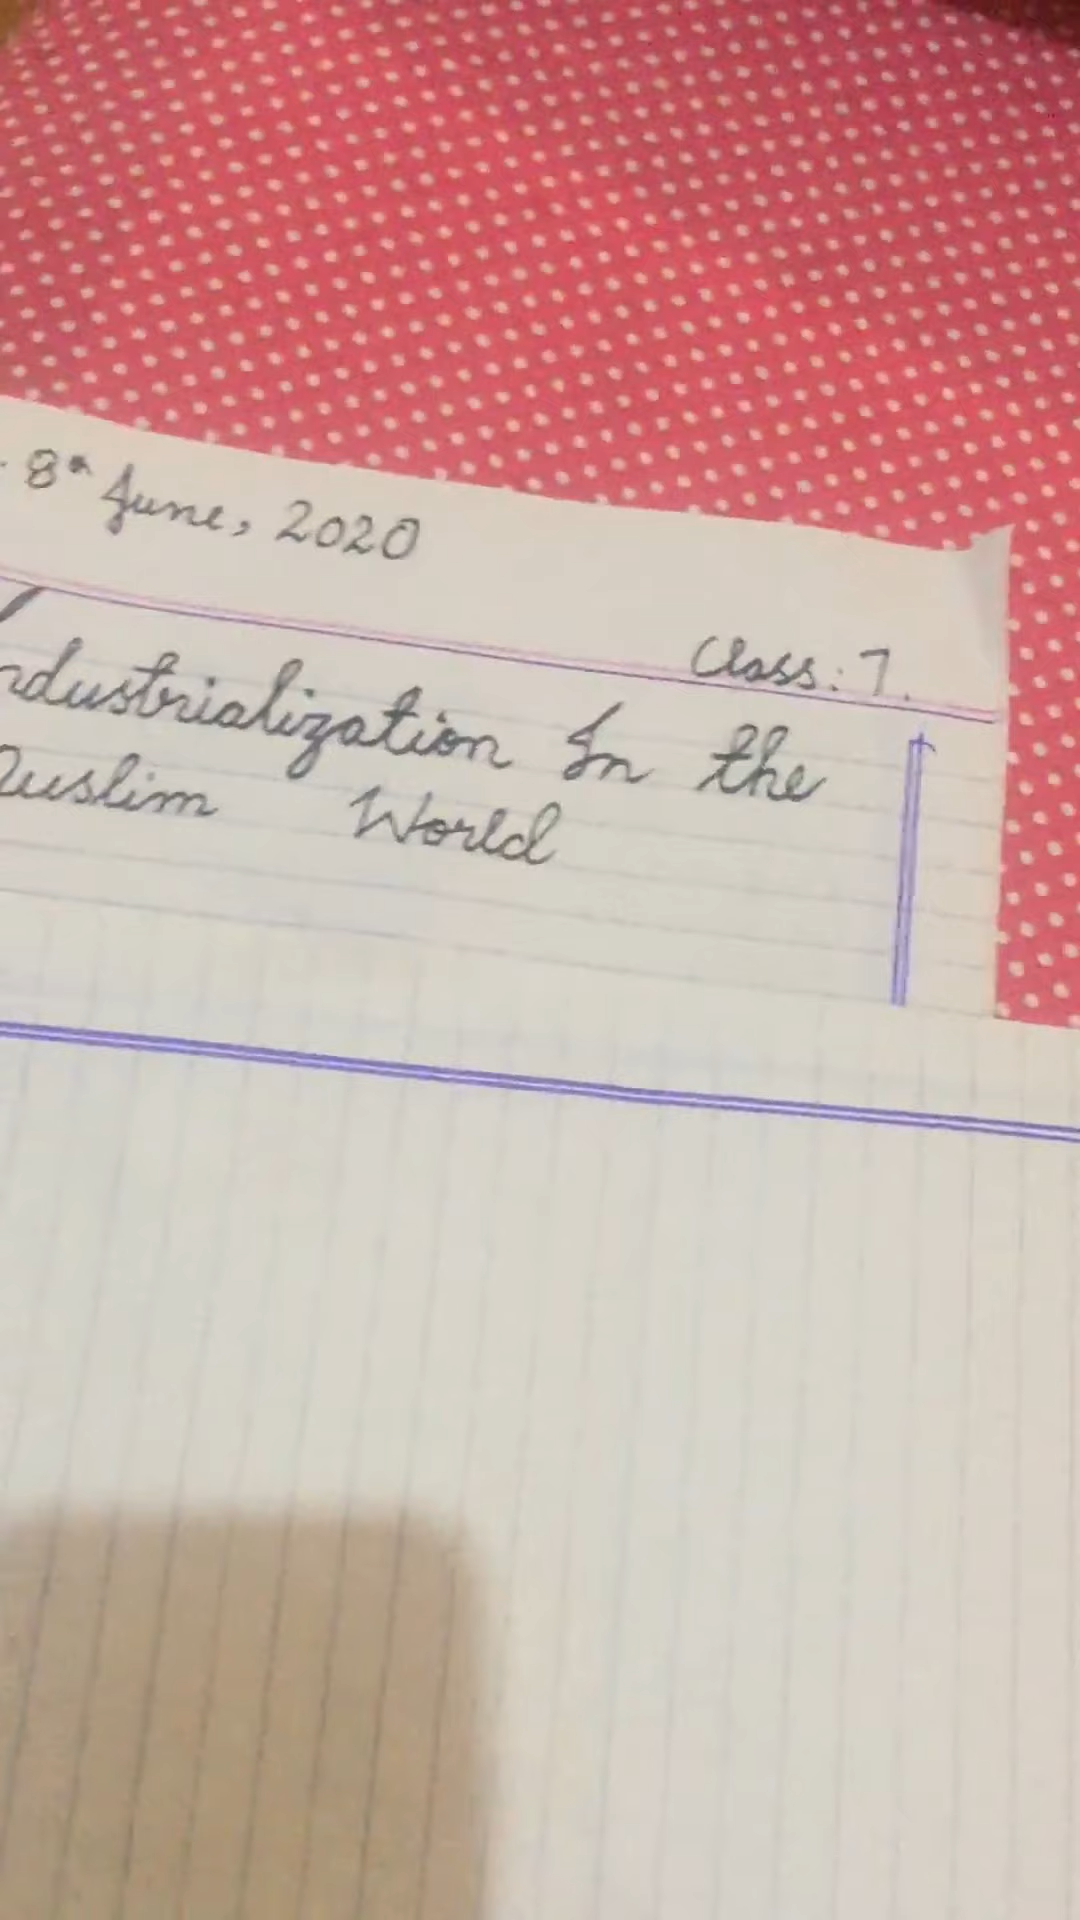 8th June, 2020
Class: 7.
ndustrialization In the
uslim World